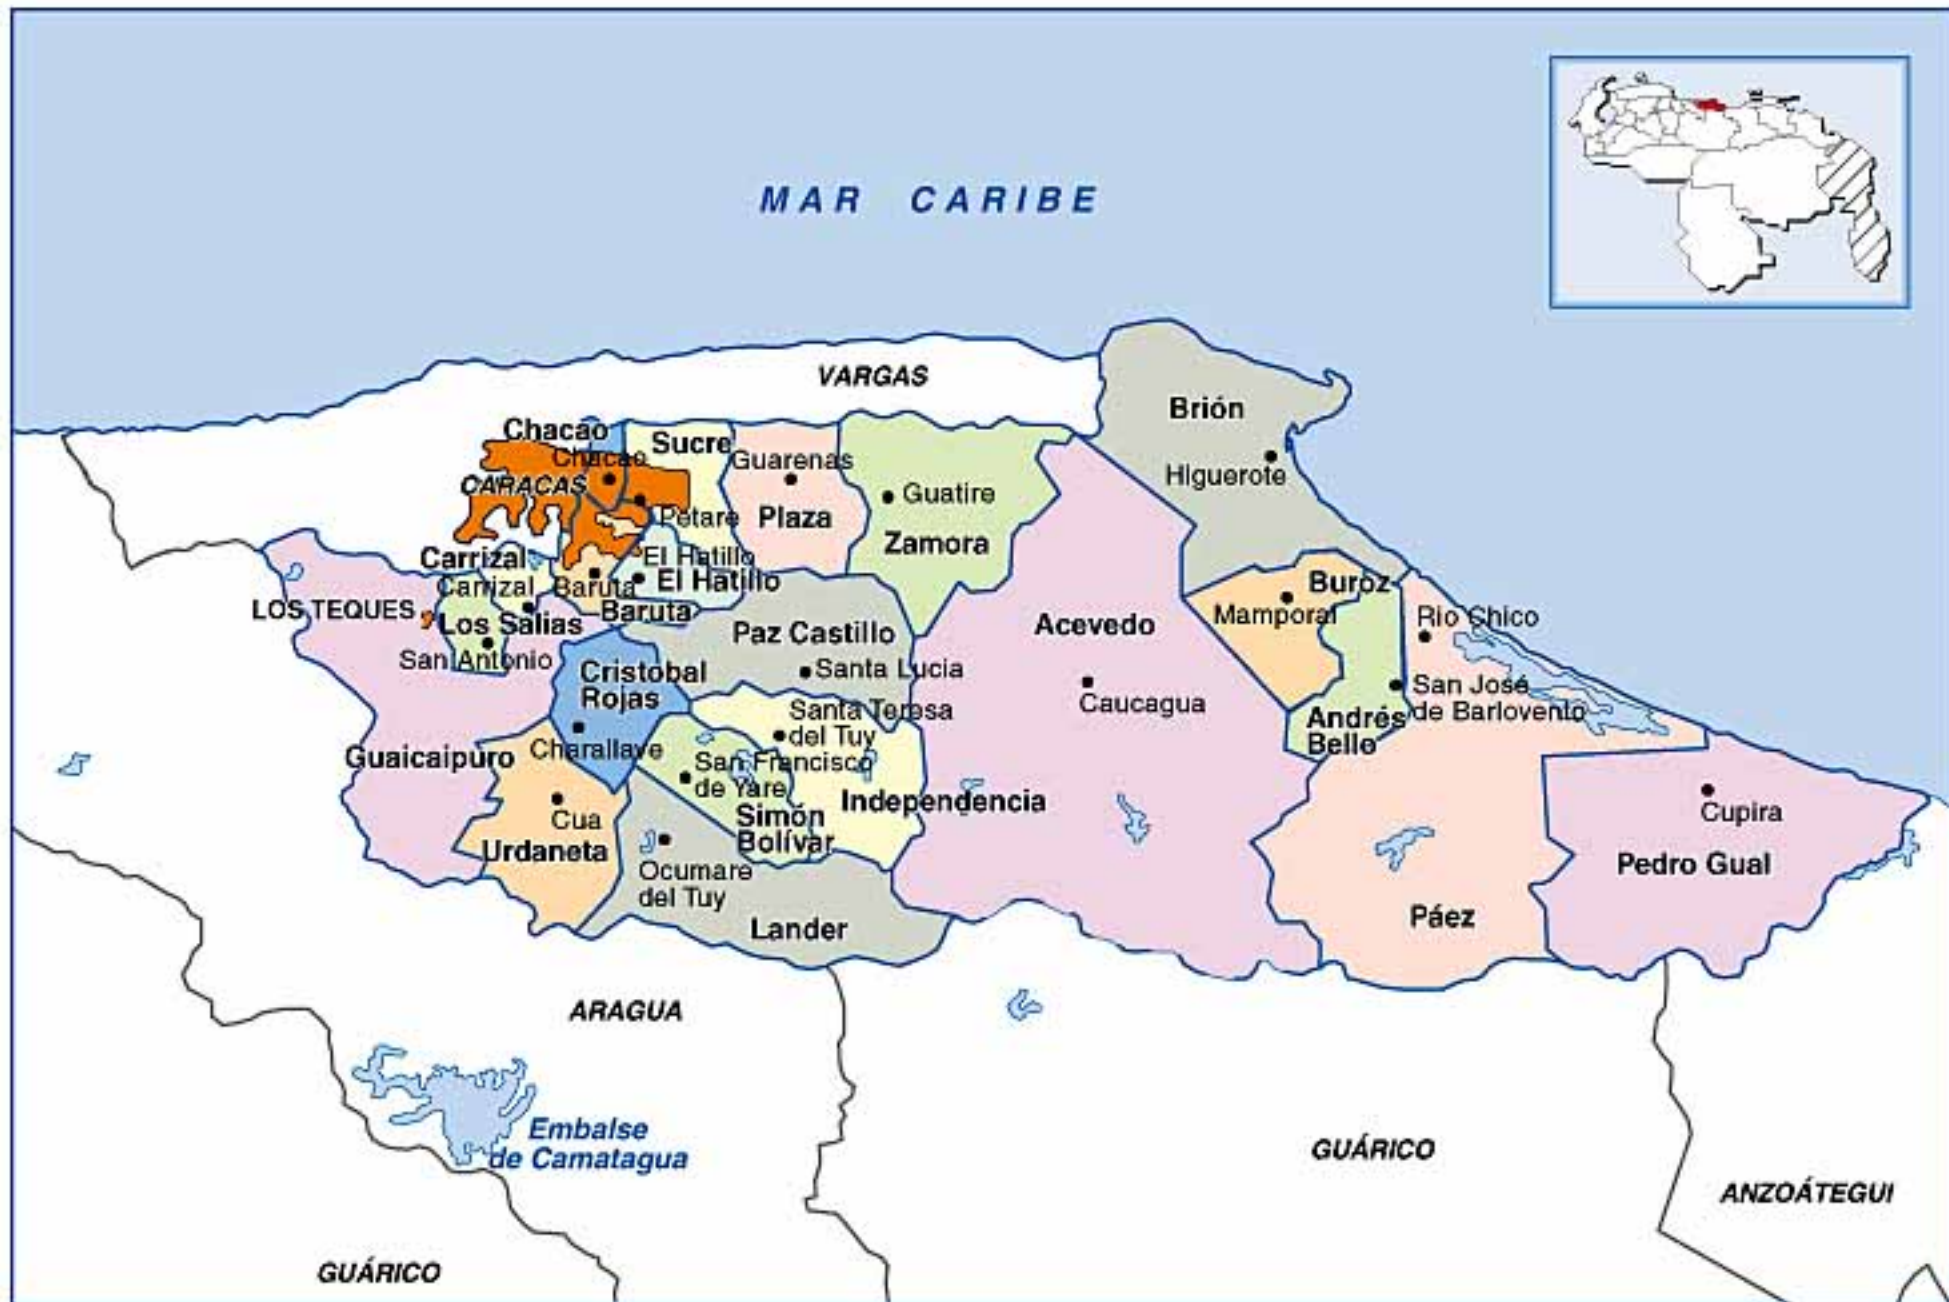 MAR CARIBE
VARGAS
Brión
Higuerote
Chacao
Chacao
Sucre
CARACAS
Petare
Guarenas
Plaza
Guatire
Zamora
Carrizal
Carrizal
Baruta
Baruta
El Hatillo
El Hatillo
LOS TEQUES
Los Salias
San Antonio
Paz Castillo
Santa Lucia
Acevedo
Caucagua
Buroz
Mamporal
Rio Chico
San José
de Barlovento
Andrés
Bello
Cristobal
Rojas
Charallave
Santa Teresa
del Tuy
San Francisco
de Yare
Simón
Bolívar
Independencia
Guaicaipuro
Cua
Urdaneta
Ocumare
del Tuy
Lander
Páez
Cupira
Pedro Gual
ARAGUA
Embalse
de Camatagua
GUÁRICO
GUÁRICO
ANZOÁTEGUI